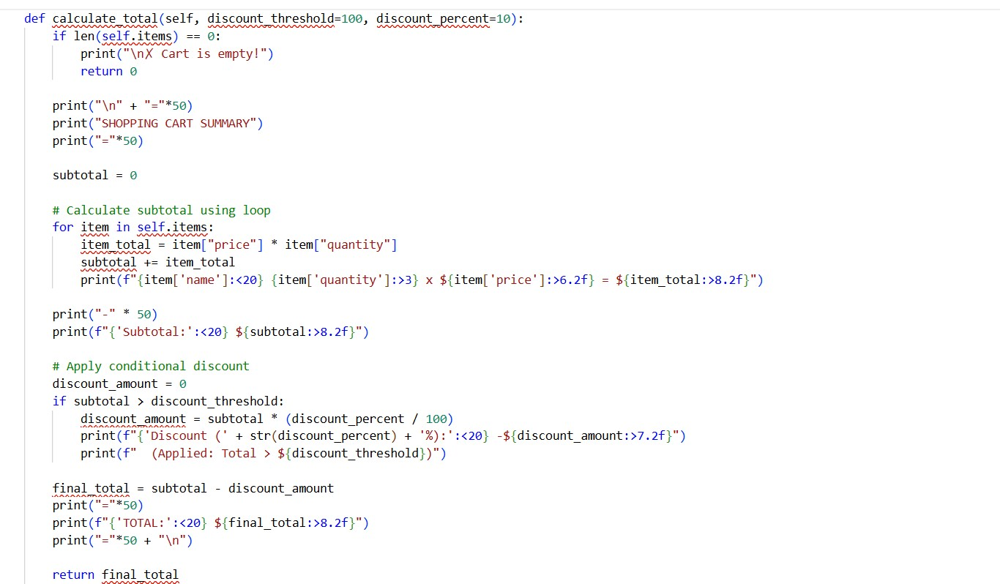 def calculate_total(self, discount_threshold=100, discount_percent=10):
    if len(self.items) == 0:
        print("\n✗ Cart is empty!")
        return 0

    print("\n" + "="*50)
    print("SHOPPING CART SUMMARY")
    print("="*50)

    subtotal = 0

    # Calculate subtotal using loop
    for item in self.items:
        item_total = item["price"] * item["quantity"]
        subtotal += item_total
        print(f"{item['name']:<20} {item['quantity']:>3} x ${item['price']:>6.2f} = ${item_total:>8.2f}")

    print("-" * 50)
    print(f"{'Subtotal:':<20} ${subtotal:>8.2f}")

    # Apply conditional discount
    discount_amount = 0
    if subtotal > discount_threshold:
        discount_amount = subtotal * (discount_percent / 100)
        print(f"{'Discount (' + str(discount_percent) + '%):':<20} -${discount_amount:>7.2f}")
        print(f"  (Applied: Total > ${discount_threshold})")

    final_total = subtotal - discount_amount
    print("="*50)
    print(f"{'TOTAL:':<20} ${final_total:>8.2f}")
    print("="*50 + "\n")

    return final_total